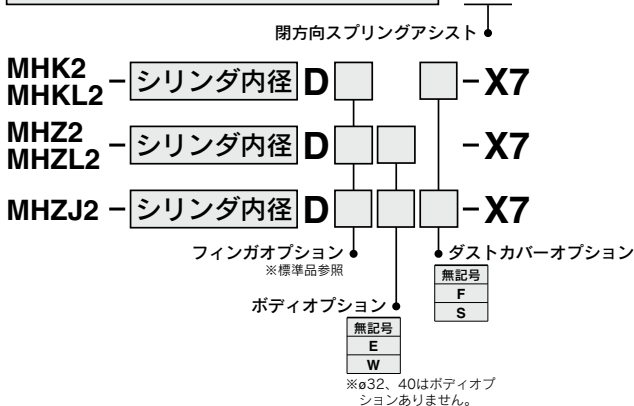 閉方向スプリングアシスト
MHK2
MHKL2
－シリンダ内径 D －X7
MHZ2
MHZL2
－シリンダ内径 D －X7
MHZJ2 －シリンダ内径 D －X7
フィンガオプション
※標準品参照
ダストカバーオプション
無記号
F
S
ボディオプション
無記号
E
W
※ø32、40はボディオプ
ションありません。